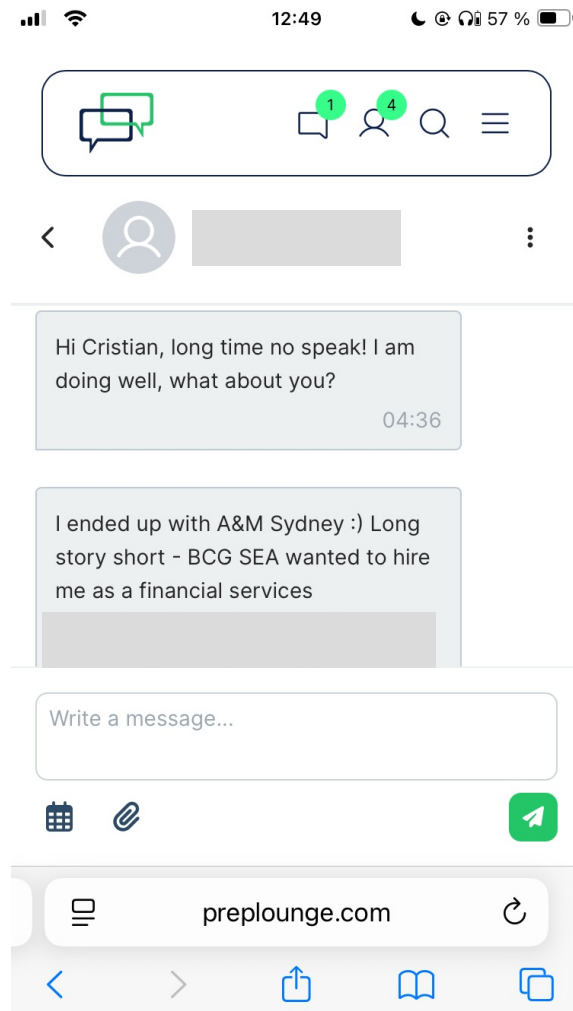 12:49
57 %
1
4
Hi Cristian, long time no speak! I am
doing well, what about you?
04:36
I ended up with A&M Sydney :) Long
story short - BCG SEA wanted to hire
me as a financial services
Write a message...
preplounge.com